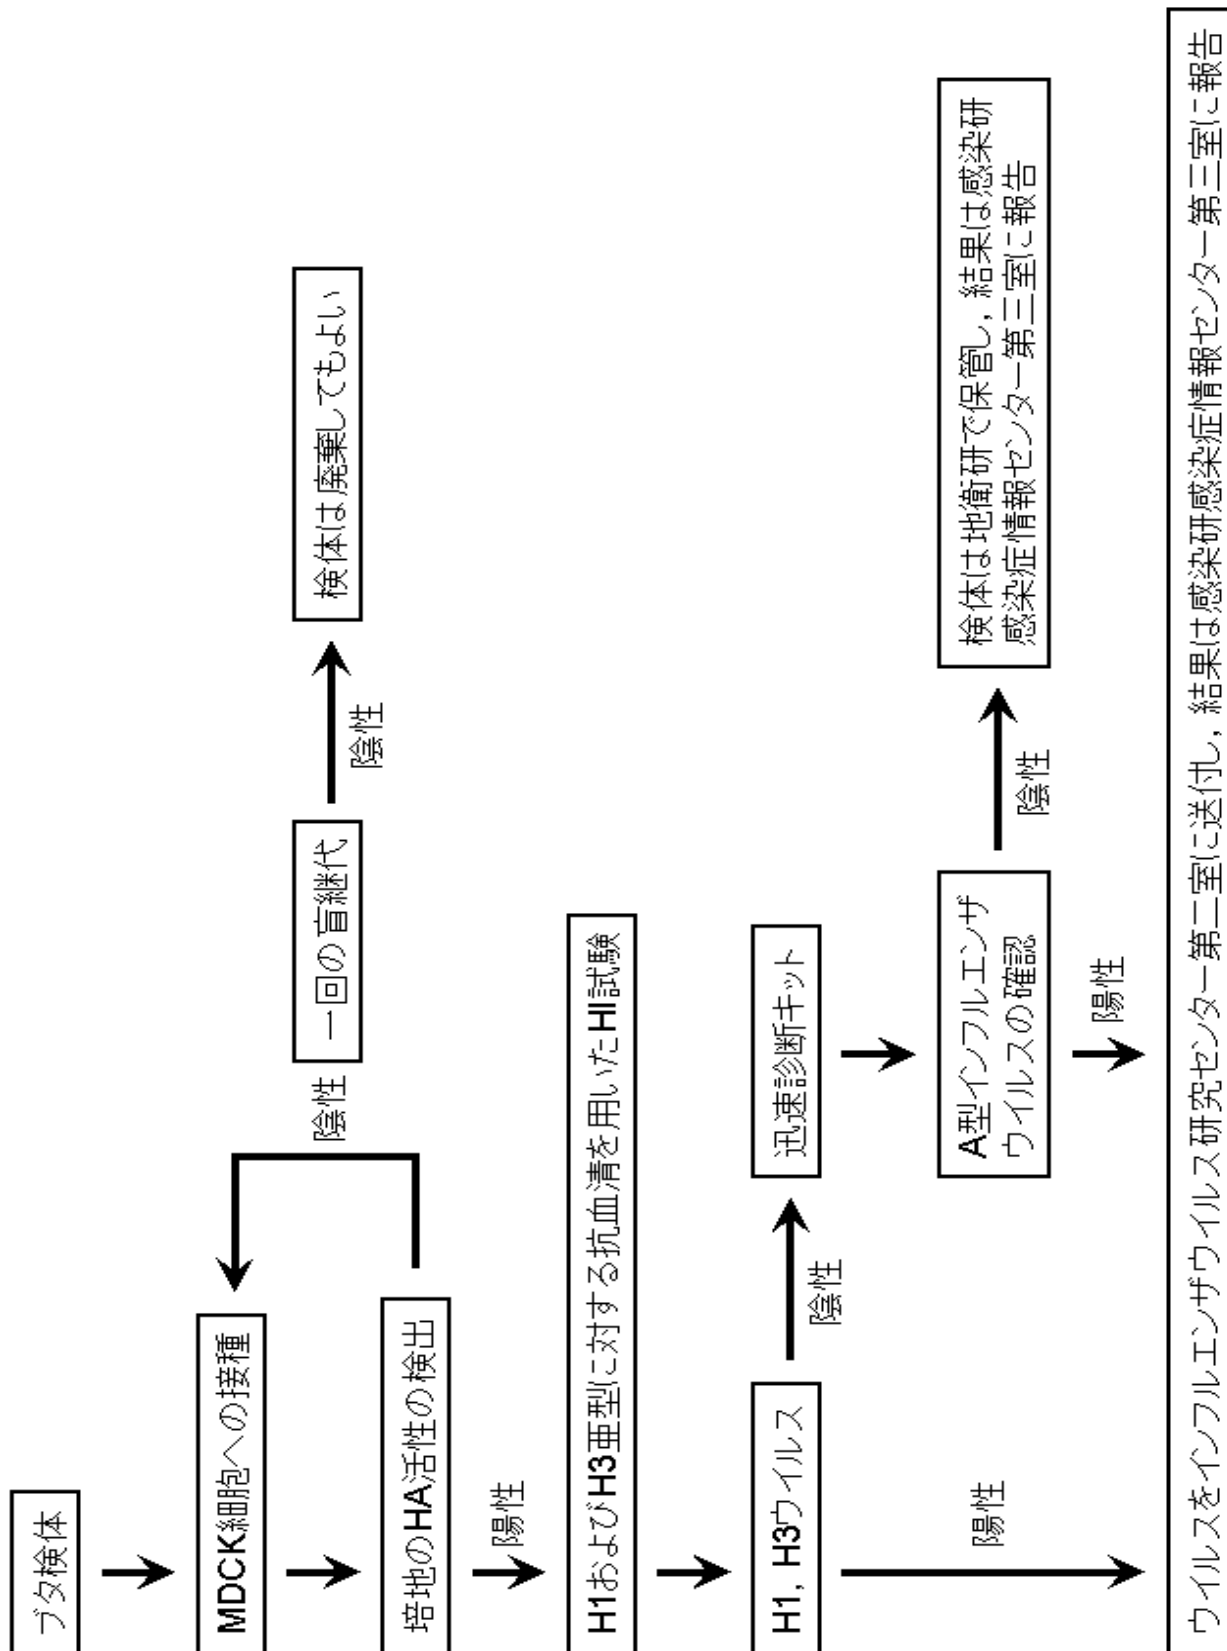 ブタ検体
MDCK細胞への接種
陰性
一回の盲継代
陰性
検体は廃棄してもよい
培地のHA活性の検出
陽性
H1およびH3亜型に対する抗血清を用いたHI試験
H1，H3ウイルス
陰性
迅速診断キット
A型インフルエンザ
ウイルスの確認
陰性
検体は地衛研で保管し，結果は感染研
感染症情報センター第三室に報告
陽性
陽性
ウイルスをインフルエンザウイルス研究センター第二室に送付し，結果は感染研感染症情報センター第三室に報告